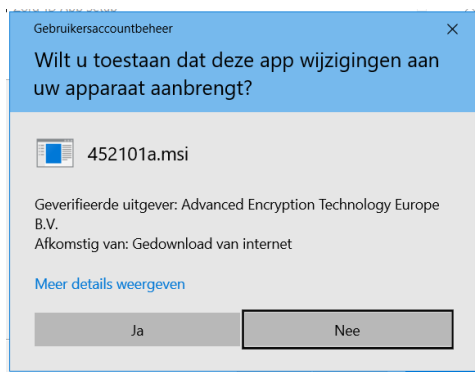 Gebruikersaccountbeheer
Wilt u toestaan dat deze app wijzigingen aan
uw apparaat aanbrengt?
452101a.msi
Geverifieerde uitgever: Advanced Encryption Technology Europe
B.V.
Afkomstig van: Gedownload van internet
Meer details weergeven
Ja
Nee